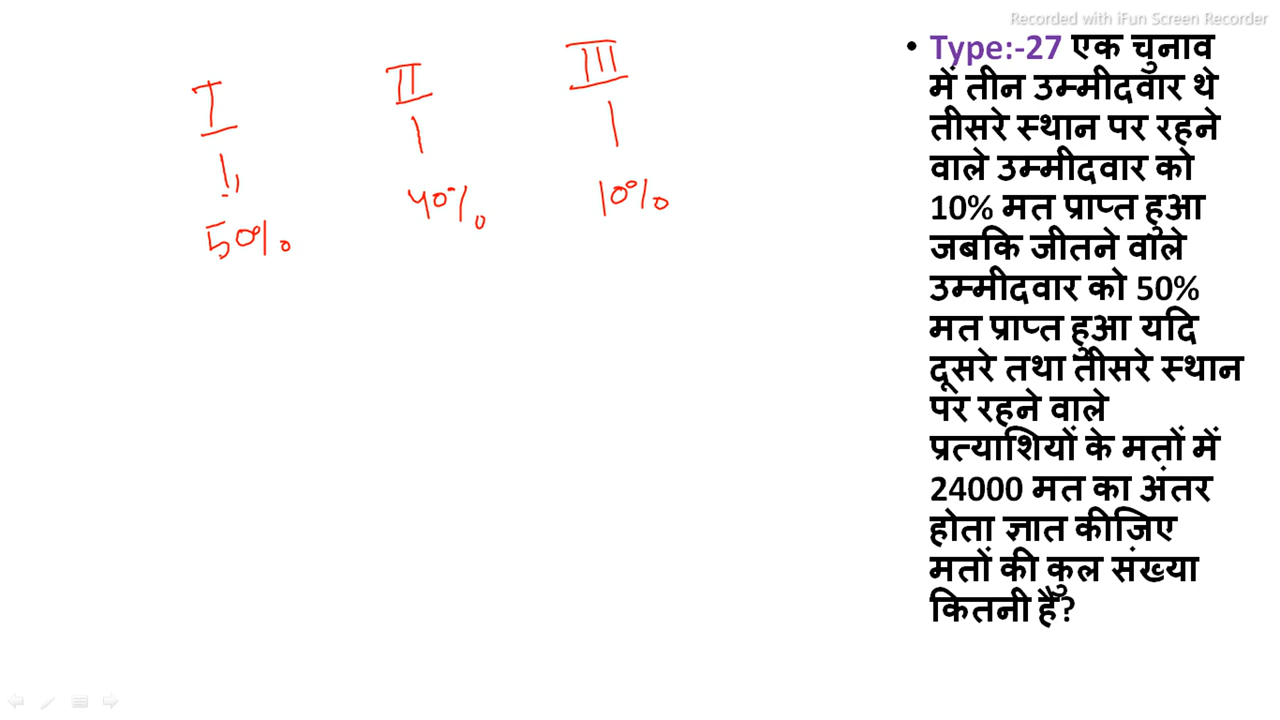 Recorded with iFun Screen Recorder
I II III
50% 40% 10%
• Type:-27 एक चुनाव
में तीन उम्मीदवार थे
तीसरे स्थान पर रहने
वाले उम्मीदवार को
10% मत प्राप्त हुआ
जबकि जीतने वाले
उम्मीदवार को 50%
मत प्राप्त हुआ यदि
दूसरे तथा तीसरे स्थान
पर रहने वाले
प्रत्याशियों के मतों में
24000 मत का अंतर
होता ज्ञात कीजिए
मतों की कुल संख्या
कितनी है?